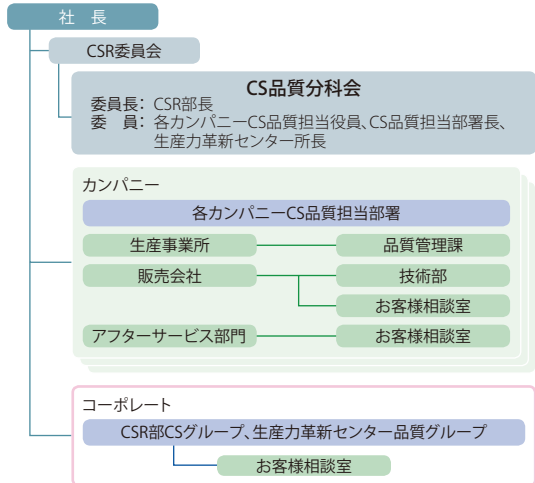 社　長
CSR委員会
CS品質分科会
委員長： CSR部長
委　員： 各カンパニーCS品質担当役員、CS品質担当部署長、
生産力革新センター所長
カンパニー
各カンパニーCS品質担当部署
生産事業所　品質管理課
販売会社　技術部
お客様相談室
アフターサービス部門　お客様相談室
コーポレート
CSR部CSグループ、生産力革新センター品質グループ
お客様相談室